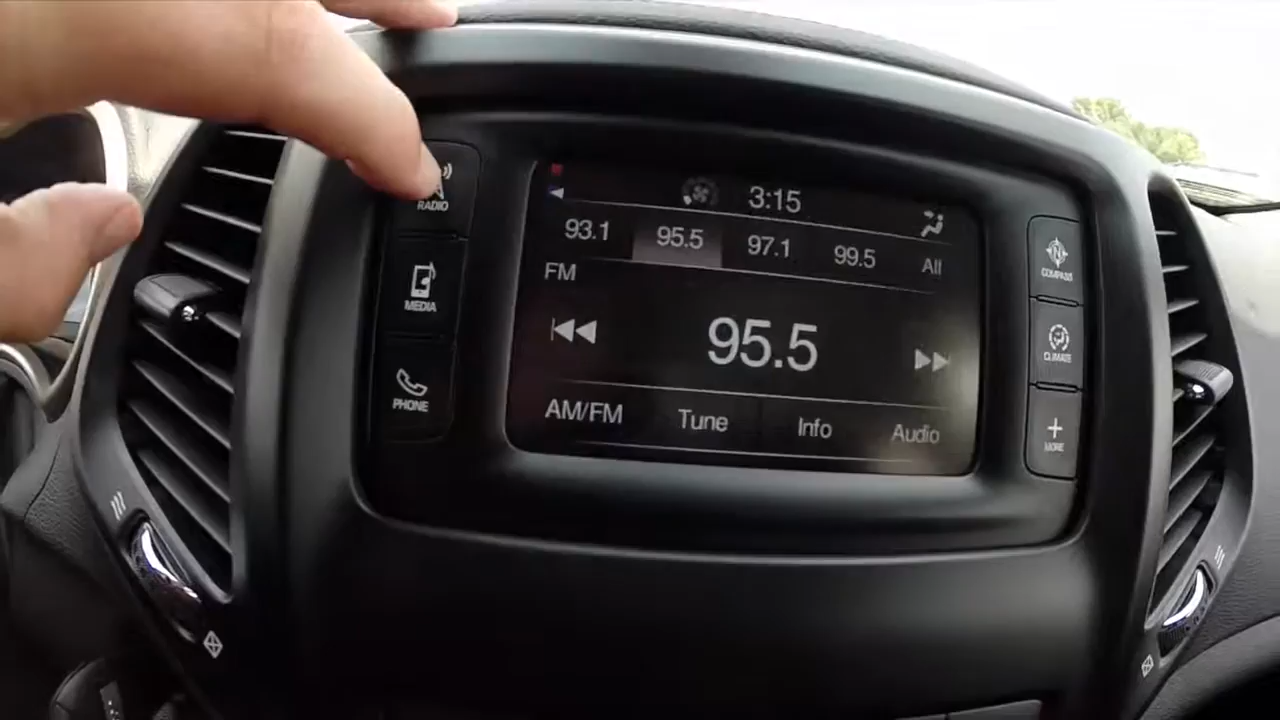 RADIO
MEDIA
PHONE
3:15
93.1 95.5 97.1 99.5 All
FM
95.5
AM/FM Tune Info Audio
N
COMPASS
CLIMATE
+
MORE